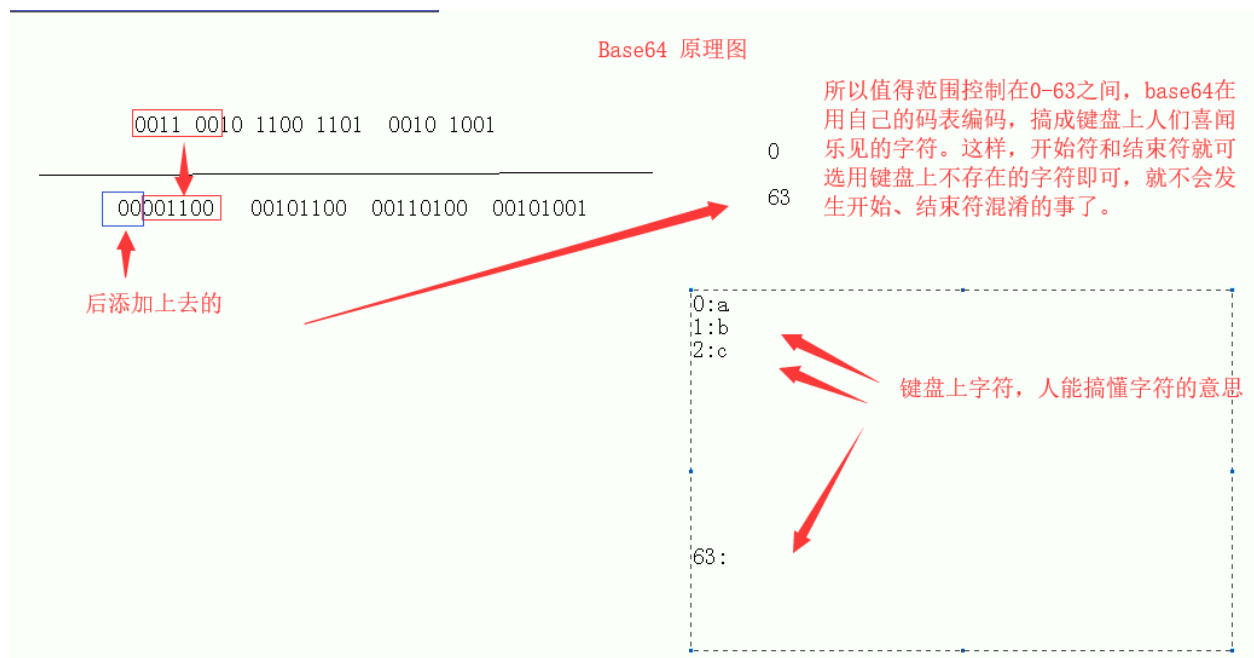 Base64 原理图
0011 0010 1100 1101 0010 1001
00001100 00101100 00110100 00101001
后添加上去的
0
63
所以值得范围控制在0-63之间，base64在
用自己的码表编码，搞成键盘上人们喜闻
乐见的字符。这样，开始符和结束符就可
选用键盘上不存在的字符即可，就不会发
生开始、结束符混淆的事了。
0:a
1:b
2:c
键盘上字符，人能搞懂字符的意思
63: